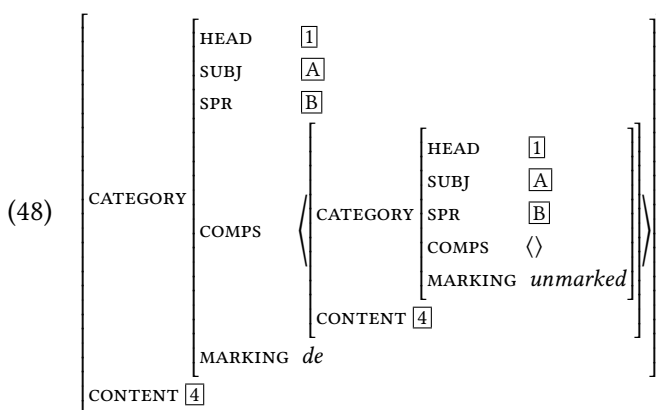 HEAD 1
SUBJ A
SPR B
HEAD 1
SUBJ A
(48) CATEGORY COMPS ⟨ CATEGORY SPR B ⟩
COMPS ⟨⟩
MARKING unmarked
CONTENT 4
MARKING de
CONTENT 4